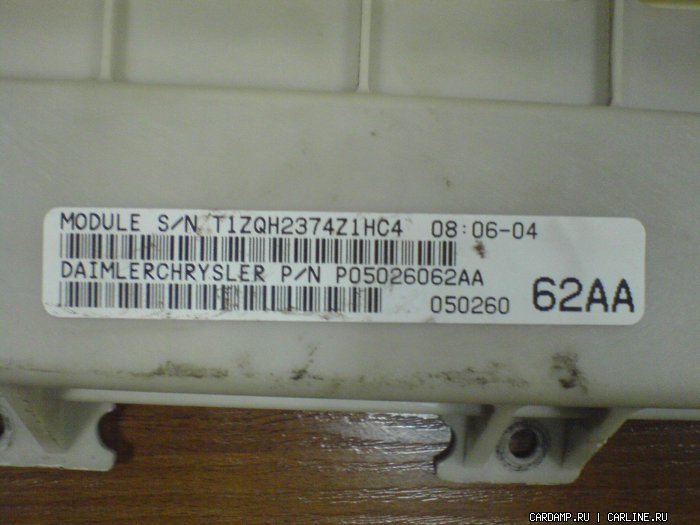 MODULE S/N T1ZQH2374Z1HC4 08:06-04
DAIMLERCHRYSLER P/N P05026062AA
050260 62AA
CARDAMP.RU | CARLINE.RU